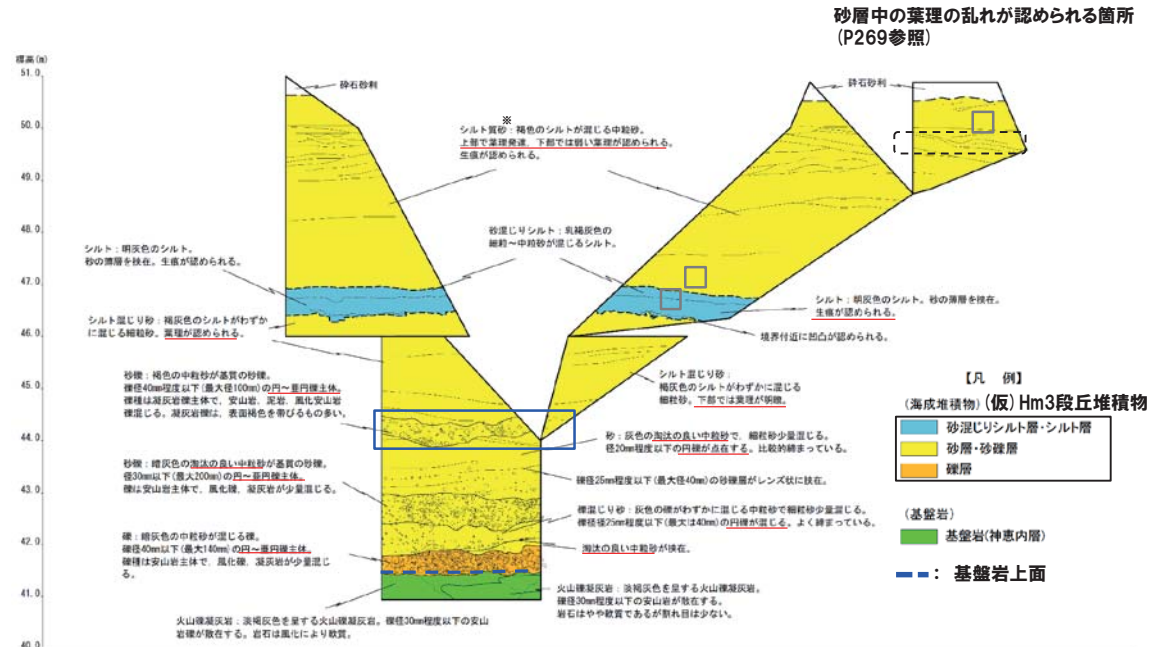 砂層中の葉理の乱れが認められる箇所
(P269参照)
標高(m)
51.0
50.0
49.0
48.0
47.0
46.0
45.0
44.0
43.0
42.0
41.0
40.0
砕石砂利
砕石砂利
※
シルト質砂：褐色のシルトが混じる中粒砂。
上部で葉理発達、下部では弱い葉理が認められる。
生痕が認められる。
砂混じりシルト：乳褐灰色の
細粒～中粒砂が混じるシルト。
シルト：明灰色のシルト。
砂の薄層を挟在。生痕が認められる。
シルト混じり砂：褐灰色のシルトがわずか
に混じる細粒砂。葉理が認められる。
シルト：明灰色のシルト。砂の薄層を挟在。
生痕が認められる。
境界付近に凹凸が認められる。
砂礫：褐色の中粒砂が基質の砂礫。
礫径40mm程度以下(最大径100mm)の円～亜円礫主体。
礫種は凝灰岩礫主体で、安山岩、泥岩、風化安山岩
礫混じる。凝灰岩礫は、表面褐色を帯びるもの多い。
シルト混じり砂：
褐灰色のシルトがわずかに混じる
細粒砂。下部では葉理が明瞭。
砂：灰色の淘汰の良い中粒砂で、細粒砂少量混じる。
径20mm程度以下の円礫が点在する。比較的締まっている。
砂礫：暗灰色の淘汰の良い中粒砂が基質の砂礫。
径30mm以下(最大200mm)の円～亜円礫主体。
礫は安山岩主体で、風化礫、凝灰岩が少量混じる。
礫径25mm程度以下(最大径40mm)の砂礫層がレンズ状に挟在。
礫混じり砂：灰色の礫がわずかに混じる中粒砂で細粒砂少量混じる。
礫径径25mm程度以下(最大は40mm)の円礫が混じる。よく締まっている。
淘汰の良い中粒砂が挟在。
礫：暗灰色の中粒砂が混じる礫。
礫径40mm以下(最大140mm)の円～亜円礫主体。
礫種は安山岩主体で、風化礫、凝灰岩が少量混じ
る。
火山礫凝灰岩：淡褐灰色を呈する火山礫凝灰岩。礫径30mm程度以下の安山
岩礫が散在する。岩石は風化により軟質。
火山礫凝灰岩：淡褐灰色を呈する火山礫凝灰岩。
礫径30mm程度以下の安山岩が散在する。
岩石はやや軟質であるが割れ目は少ない。
【凡　例】
(海成堆積物) (仮)Hm3段丘堆積物
砂混じりシルト層・シルト層
砂層・砂礫層
礫層
(基盤岩)
基盤岩(神恵内層)
： 基盤岩上面